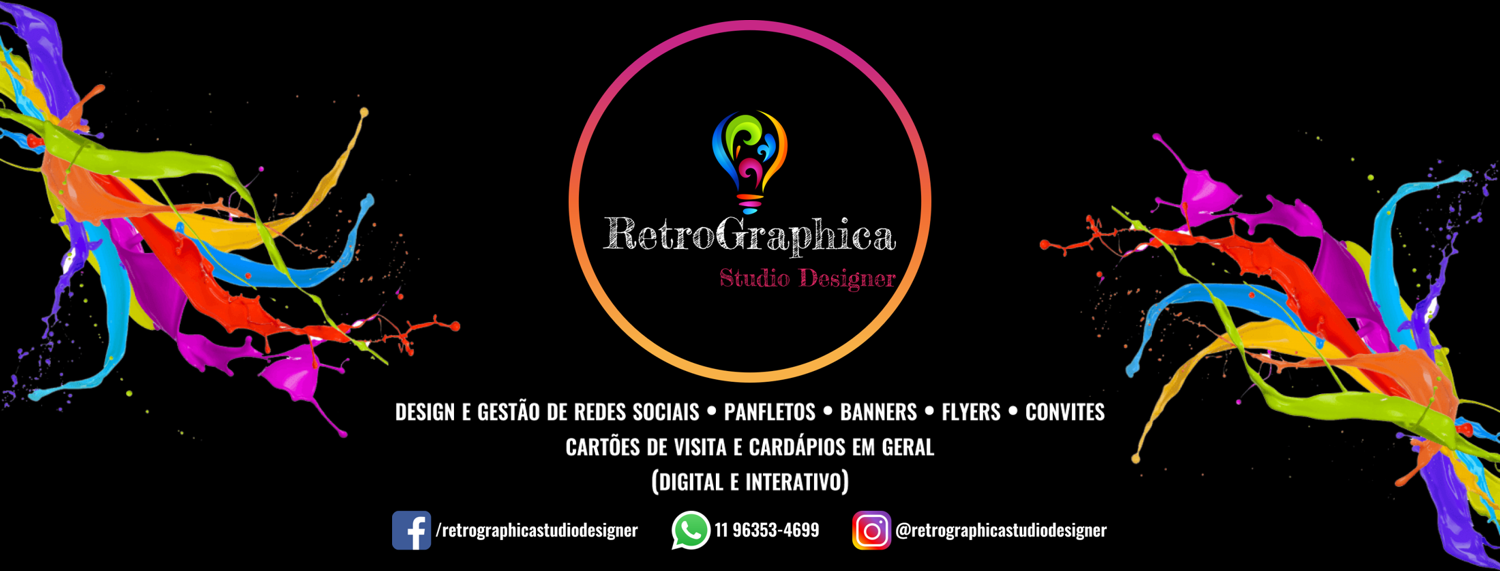 RetroGraphica
Studio Designer
DESIGN E GESTÃO DE REDES SOCIAIS • PANFLETOS • BANNERS • FLYERS • CONVITES
CARTÕES DE VISITA E CARDÁPIOS EM GERAL
(DIGITAL E INTERATIVO)
/retrographicastudiodesigner 11 96353-4699 @retrographicastudiodesigner